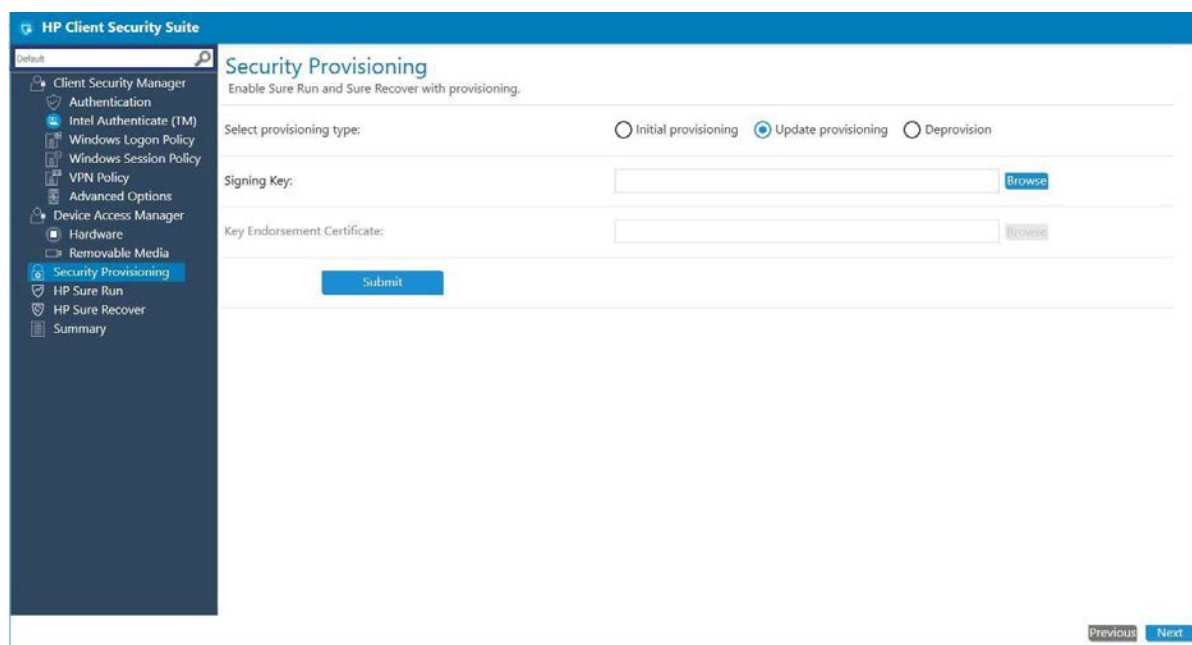 HP Client Security Suite
Default
Client Security Manager
Authentication
Intel Authenticate (TM)
Windows Logon Policy
Windows Session Policy
VPN Policy
Advanced Options
Device Access Manager
Hardware
Removable Media
Security Provisioning
HP Sure Run
HP Sure Recover
Summary
Security Provisioning
Enable Sure Run and Sure Recover with provisioning.
Select provisioning type: Initial provisioning Update provisioning Deprovision
Signing Key: Browse
Key Endorsement Certificate: Browse
Submit
Previous Next